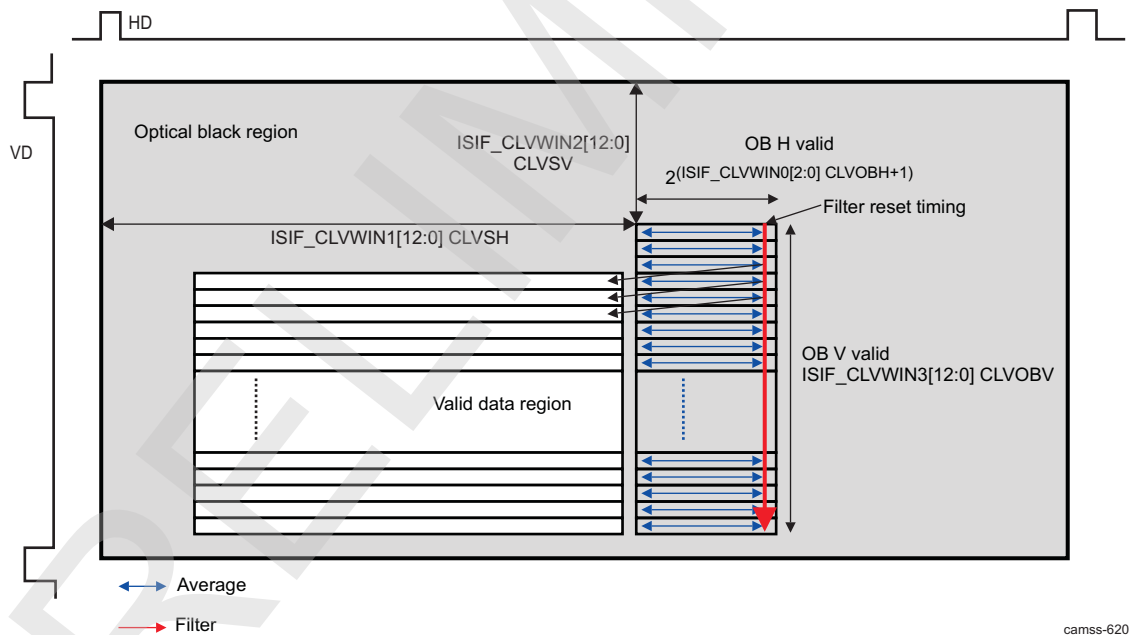 HD
VD
Optical black region
ISIF_CLVWIN2[12:0]
CLVSV
OB H valid
2(ISIF_CLVWIN0[2:0] CLVOBH+1)
Filter reset timing
ISIF_CLVWIN1[12:0] CLVSH
OB V valid
ISIF_CLVWIN3[12:0] CLVOBV
Valid data region
Average
Filter
camss-620